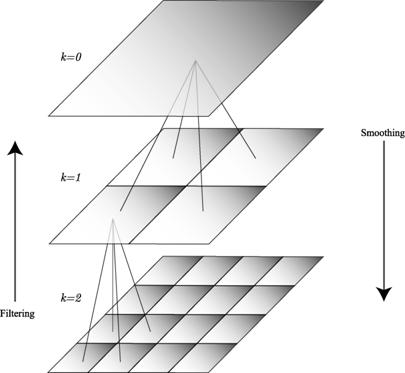 k=0
Smoothing
k=1
k=2
Filtering